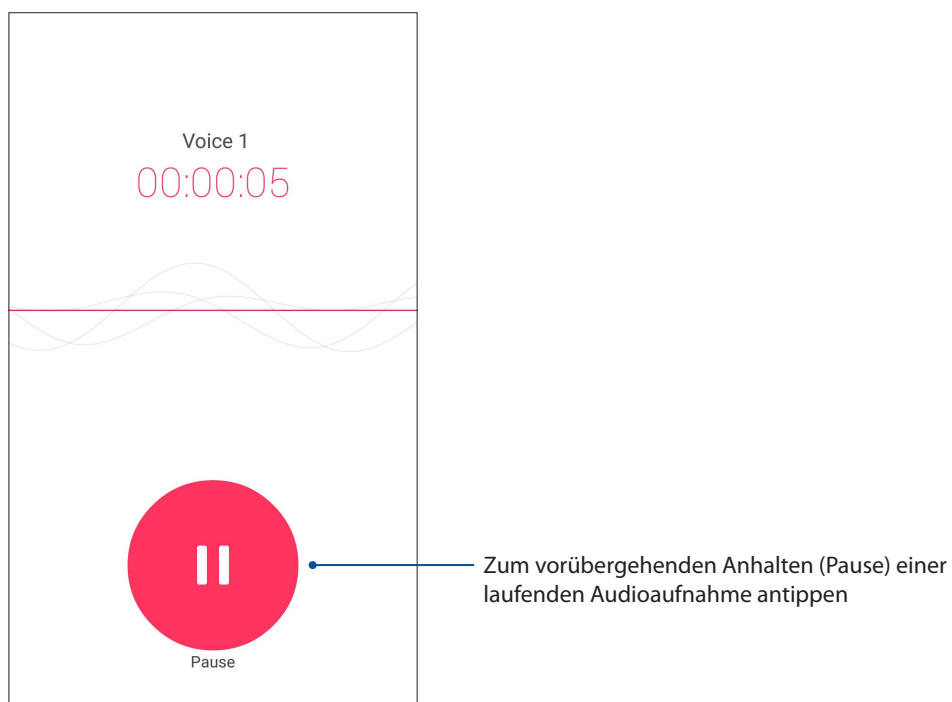 Voice 1
00:00:05
Zum vorübergehenden Anhalten (Pause) einer
laufenden Audioaufnahme antippen
Pause